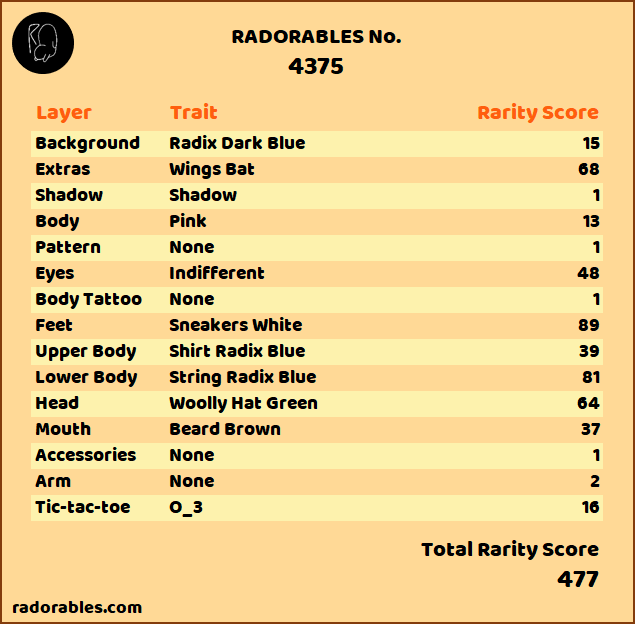 RADORABLES No.
4375
Layer Trait Rarity Score
Background Radix Dark Blue 15
Extras Wings Bat 68
Shadow Shadow 1
Body Pink 13
Pattern None 1
Eyes Indifferent 48
Body Tattoo None 1
Feet Sneakers White 89
Upper Body Shirt Radix Blue 39
Lower Body String Radix Blue 81
Head Woolly Hat Green 64
Mouth Beard Brown 37
Accessories None 1
Arm None 2
Tic-tac-toe O_3 16
Total Rarity Score
477
radorables.com